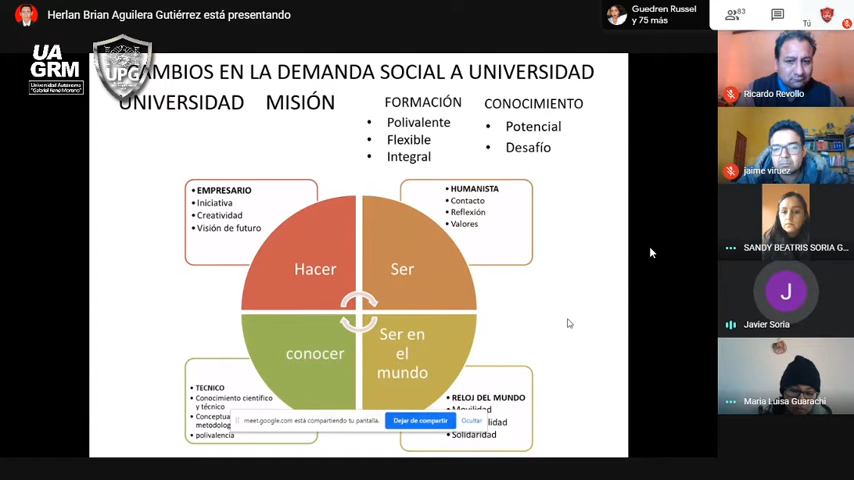 Herlan Brian Aguilera Gutiérrez está presentando
Guedren Russel
y 75 más
83
Tú
UA
GRM
Universidad Autónoma
"Gabriel René Moreno"
UPG
CAMBIOS EN LA DEMANDA SOCIAL A UNIVERSIDAD
UNIVERSIDAD MISIÓN
FORMACIÓN
• Polivalente
• Flexible
• Integral
CONOCIMIENTO
• Potencial
• Desafío
• EMPRESARIO
• Iniciativa
• Creatividad
• Visión de futuro
• HUMANISTA
• Contacto
• Reflexión
• Valores
Hacer
Ser
conocer
Ser en
el
mundo
• TECNICO
• Conocimiento científico
y técnico
• Conceptua
metodolog
• polivalencia
• RELOJ DEL MUNDO
• Movilidad
lidad
• Solidaridad
meet.google.com está compartiendo tu pantalla.
Dejar de compartir
Ocultar
Ricardo Revollo
jaime viruez
SANDY BEATRIS SORIA G...
J
Javier Soria
Maria Luisa Guarachi